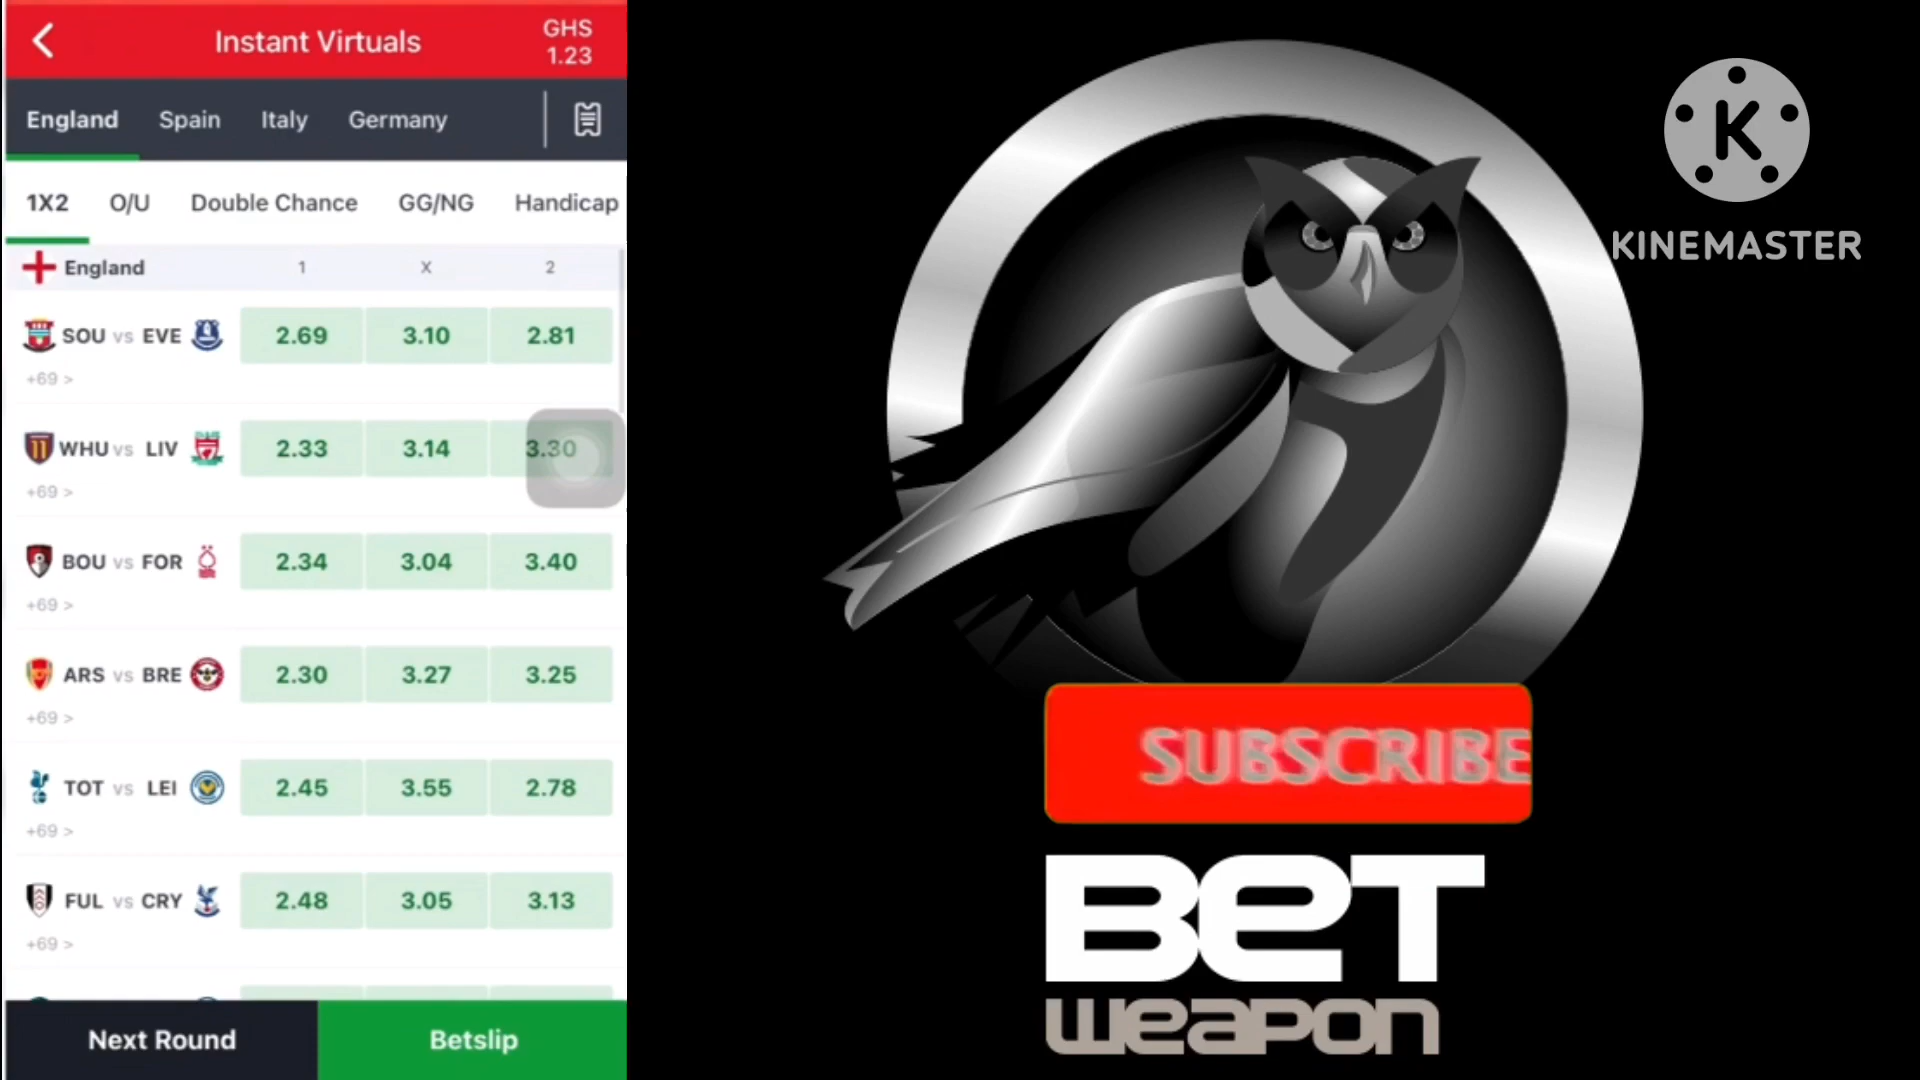 Instant Virtuals
GHS
1.23
England Spain Italy Germany
1X2 O/U Double Chance GG/NG Handicap
England 1 X 2
SOU vs EVE 2.69 3.10 2.81
+69 >
WHU vs LIV 2.33 3.14 3.30
+69 >
BOU vs FOR 2.34 3.04 3.40
+69 >
ARS vs BRE 2.30 3.27 3.25
+69 >
TOT vs LEI 2.45 3.55 2.78
+69 >
FUL vs CRY 2.48 3.05 3.13
+69 >
Next Round Betslip
K
KINEMASTER
SUBSCRIBE
BeT
weapon